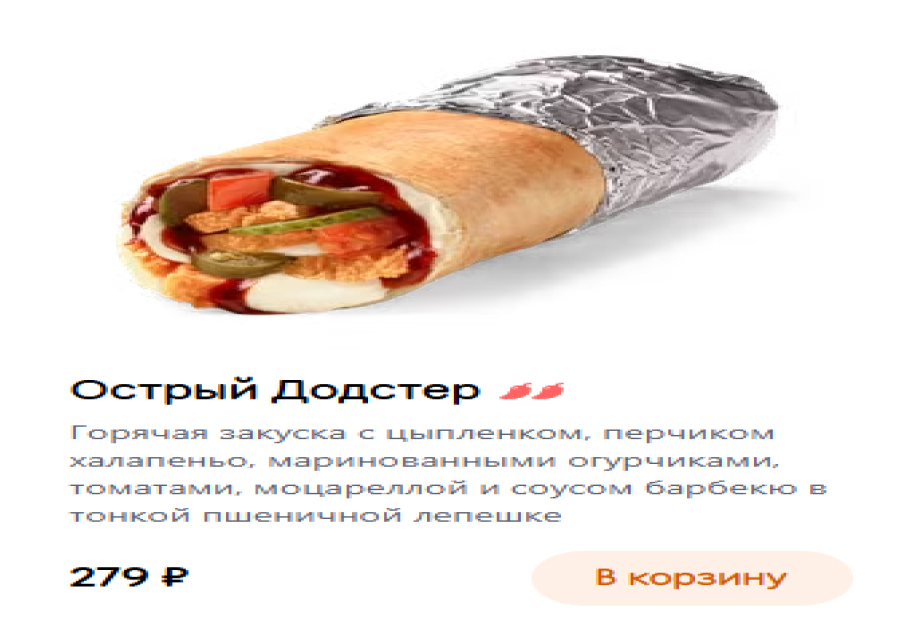 Острый Додстер
Горячая закуска с цыпленком, перчиком
халапеньо, маринованными огурчиками,
томатами, моцареллой и соусом барбекю в
тонкой пшеничной лепешке
279 ₽
В корзину